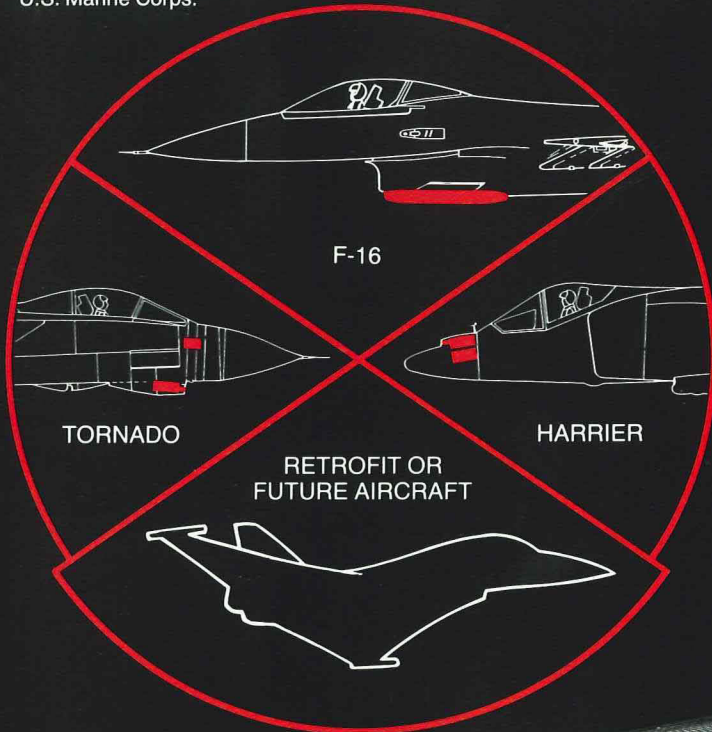 U.S. Marine Corps.
F-16
TORNADO
HARRIER
RETROFIT OR
FUTURE AIRCRAFT